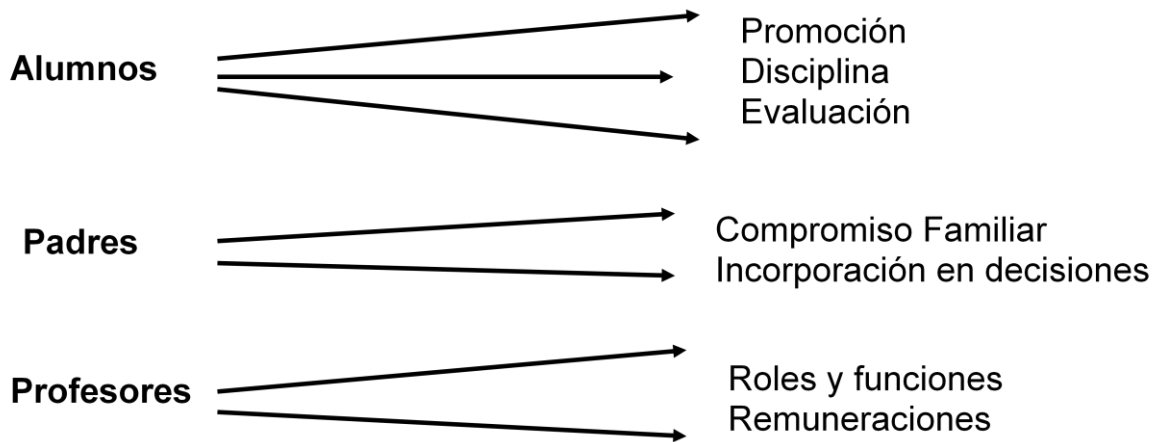 Alumnos
Promoción
Disciplina
Evaluación
Padres
Compromiso Familiar
Incorporación en decisiones
Profesores
Roles y funciones
Remuneraciones